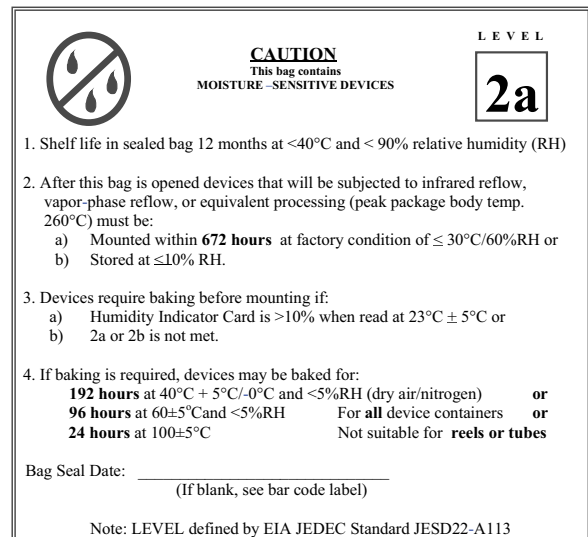 L E V E L
CAUTION
This bag contains
MOISTURE –SENSITIVE DEVICES
2a
1. Shelf life in sealed bag 12 months at <40°C and < 90% relative humidity (RH)
2. After this bag is opened devices that will be subjected to infrared reflow,
vapor-phase reflow, or equivalent processing (peak package body temp.
260°C) must be:
a) Mounted within 672 hours at factory condition of ≤ 30°C/60%RH or
b) Stored at ≤10% RH.
3. Devices require baking before mounting if:
a) Humidity Indicator Card is >10% when read at 23°C ± 5°C or
b) 2a or 2b is not met.
4. If baking is required, devices may be baked for:
192 hours at 40°C + 5°C/-0°C and <5%RH (dry air/nitrogen) or
96 hours at 60±5°Cand <5%RH For all device containers or
24 hours at 100±5°C Not suitable for reels or tubes
Bag Seal Date: ______________________________
(If blank, see bar code label)
Note: LEVEL defined by EIA JEDEC Standard JESD22-A113